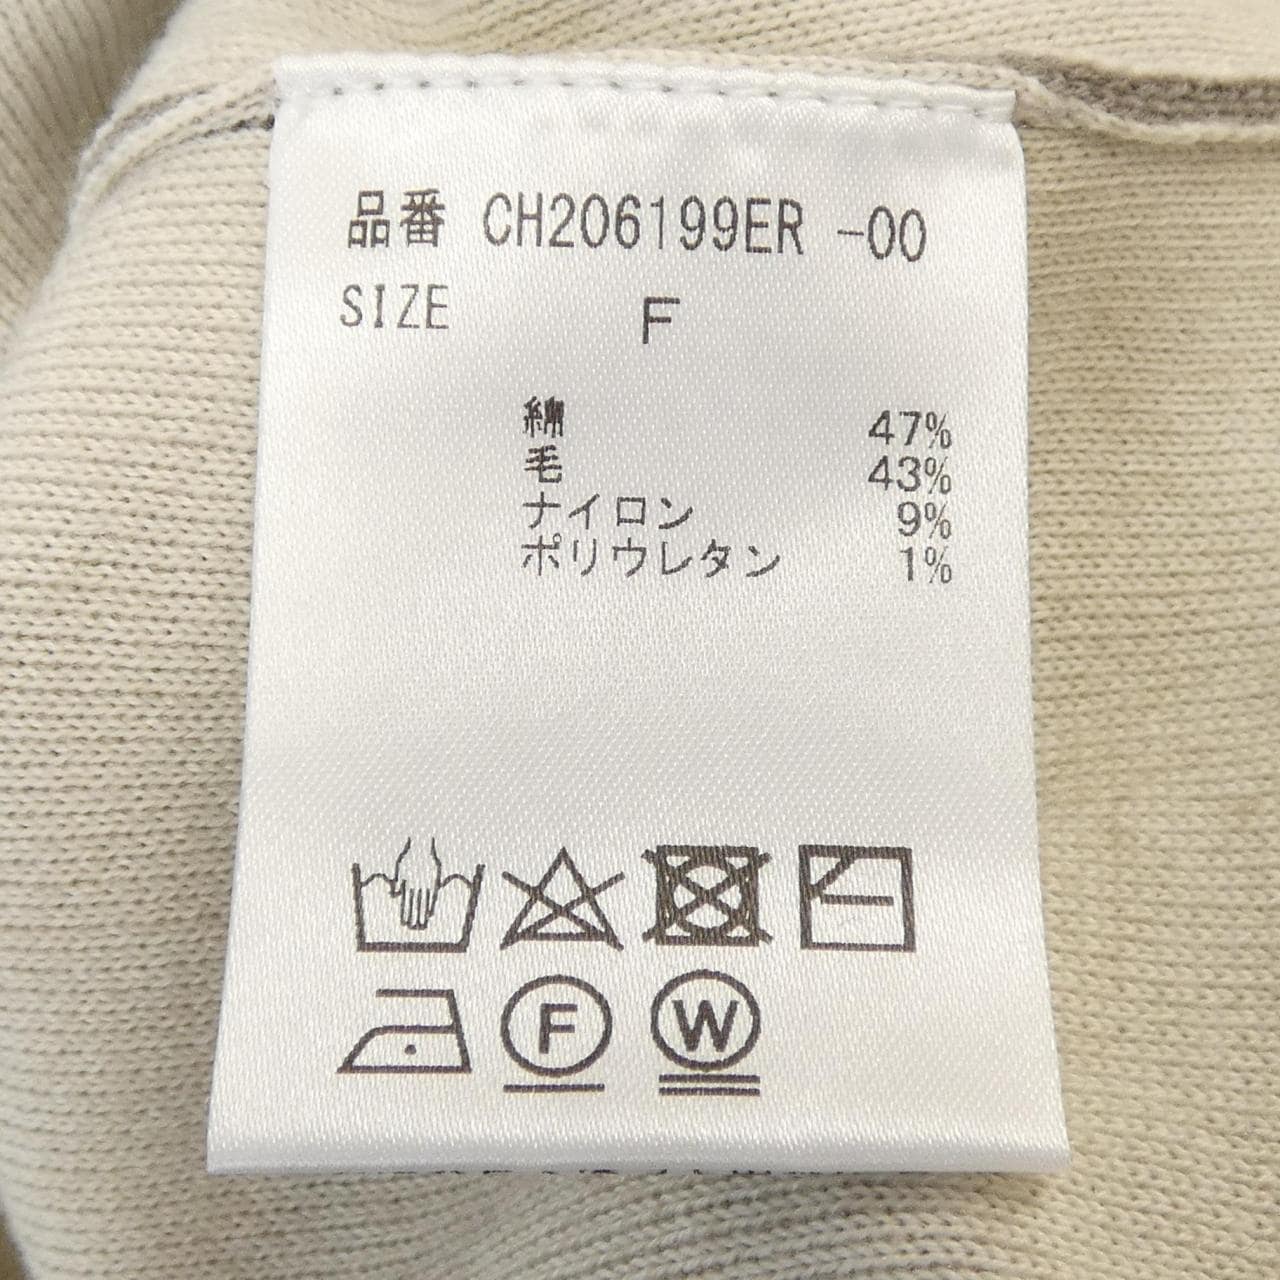 品番 CH206199ER -00
SIZE F
綿 47%
毛 43%
ナイロン 9%
ポリウレタン 1%
F
W